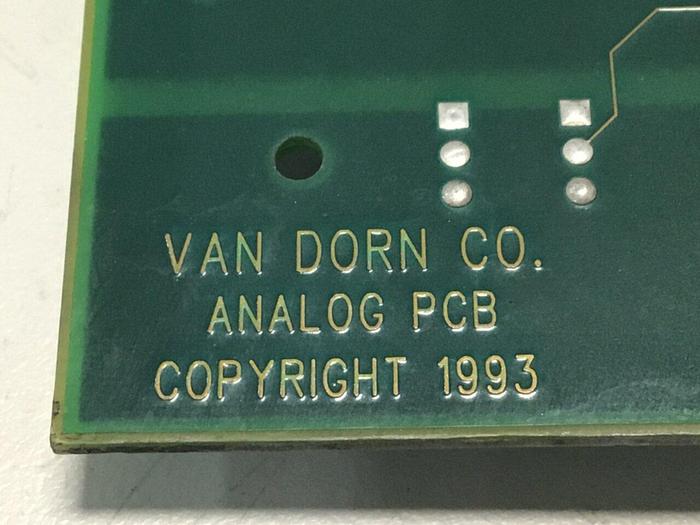 VAN DORN CO.
ANALOG PCB
COPYRIGHT 1993